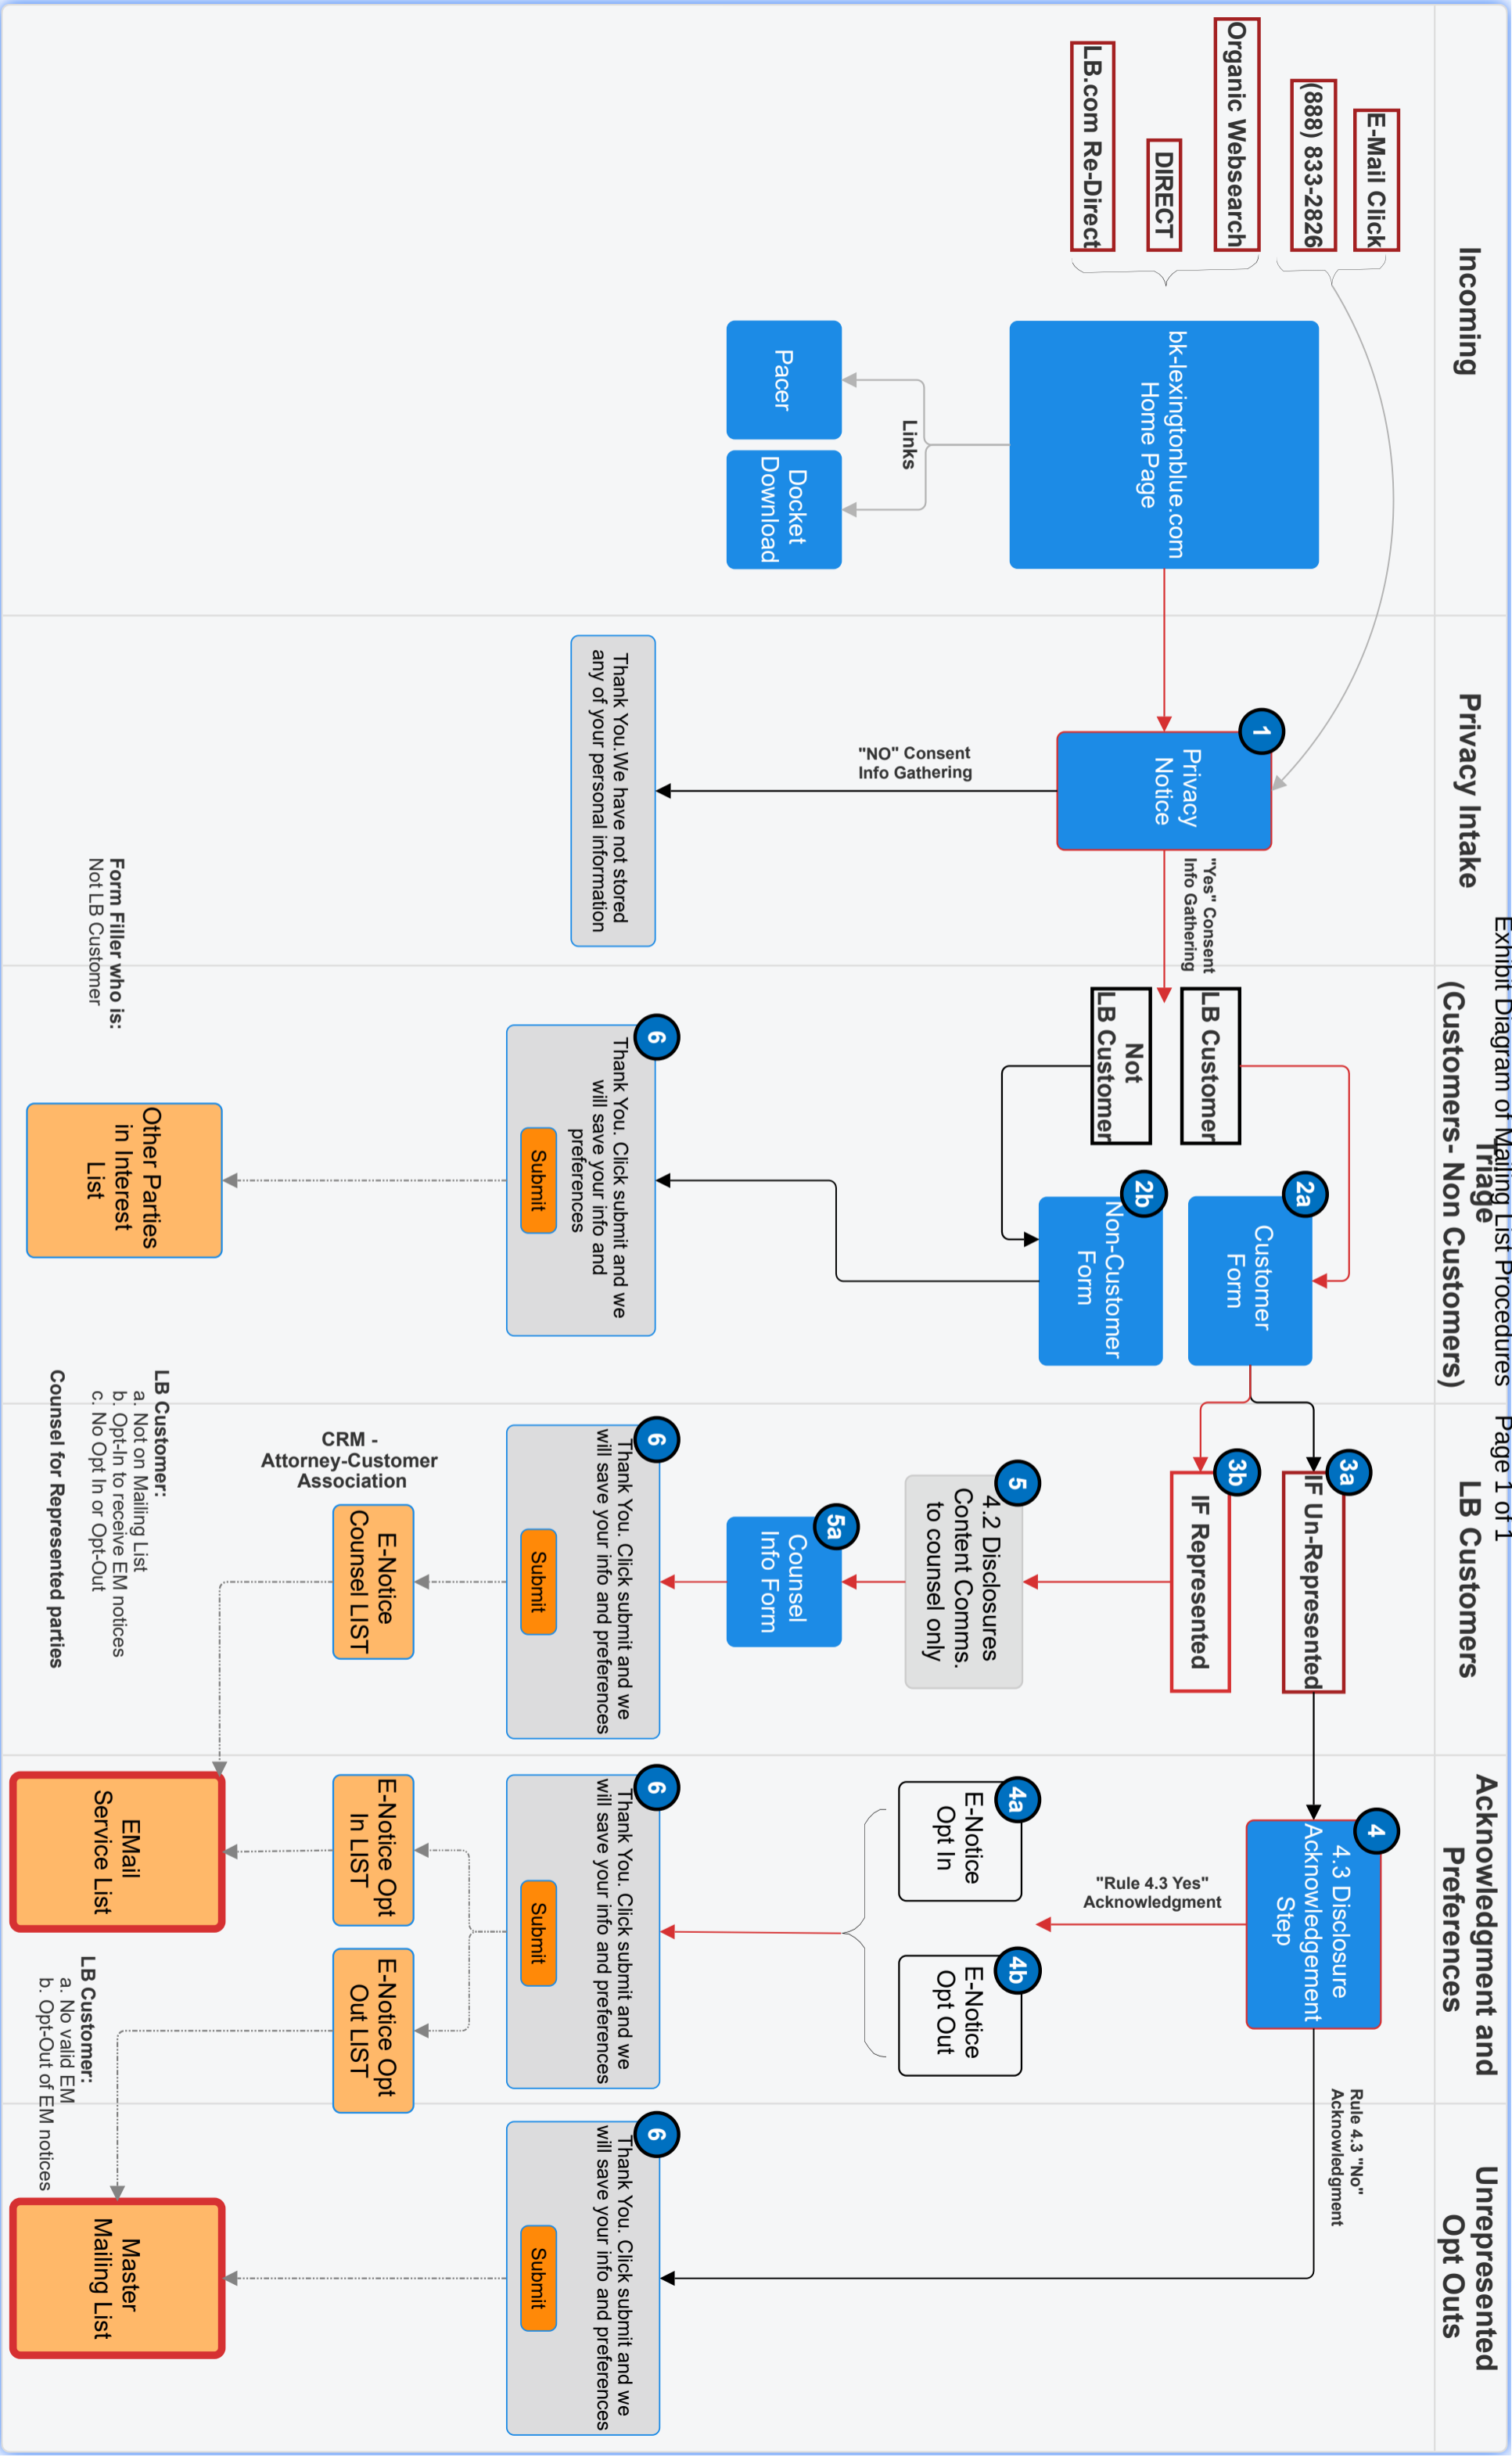 Exhibit Diagram of Mailing List Procedures Page 1 of 1
Incoming
Privacy Intake
Triage
(Customers- Non Customers)
LB Customers
Acknowledgment and
Preferences
Unrepresented
Opt Outs
E-Mail Click
(888) 833-2826
Organic Websearch
DIRECT
LB.com Re-Direct
bk-lexingtonblue.com
Home Page
Links
Pacer
Docket
Download
1
Privacy
Notice
"NO" Consent
Info Gathering
Thank You.We have not stored
any of your personal information
"Yes" Consent
Info Gathering
LB Customer
Not
LB Customer
2a
Customer
Form
2b
Non-Customer
Form
6
Thank You. Click submit and we
will save your info and
preferences
Submit
Form Filler who is:
Not LB Customer
Other Parties
in Interest
List
3a
IF Un-Represented
3b
IF Represented
5
4.2 Disclosures
Content Comms.
to counsel only
5a
Counsel
Info Form
6
Thank You. Click submit and we
will save your info and preferences
Submit
CRM -
Attorney-Customer
Association
E-Notice
Counsel LIST
LB Customer:
a. Not on Mailing List
b. Opt-In to receive EM notices
c. No Opt In or Opt-Out
Counsel for Represented parties
4
4.3 Disclosure
Acknowledgement
Step
"Rule 4.3 Yes"
Acknowledgment
4a
E-Notice
Opt In
4b
E-Notice
Opt Out
6
Thank You. Click submit and we
will save your info and preferences
Submit
E-Notice Opt
In LIST
E-Notice Opt
Out LIST
EMail
Service List
LB Customer:
a. No valid EM
b. Opt-Out of EM notices
Rule 4.3 "No"
Acknowledgment
6
Thank You. Click submit and we
will save your info and preferences
Submit
Master
Mailing List